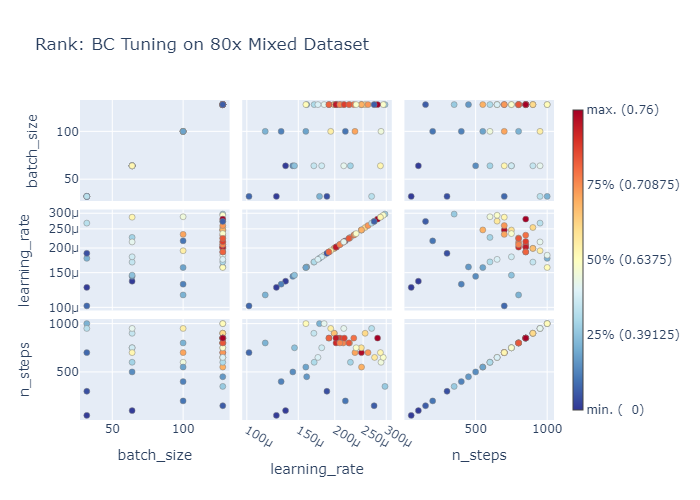 Rank: BC Tuning on 80x Mixed Dataset
batch_size
100
50
learning_rate
300μ
250μ
200μ
150μ
100μ
n_steps
1000
500
50 100
batch_size
100μ 150μ 200μ 250μ 300μ
learning_rate
500 1000
n_steps
max. (0.76)
75% (0.70875)
50% (0.6375)
25% (0.39125)
min. ( 0)